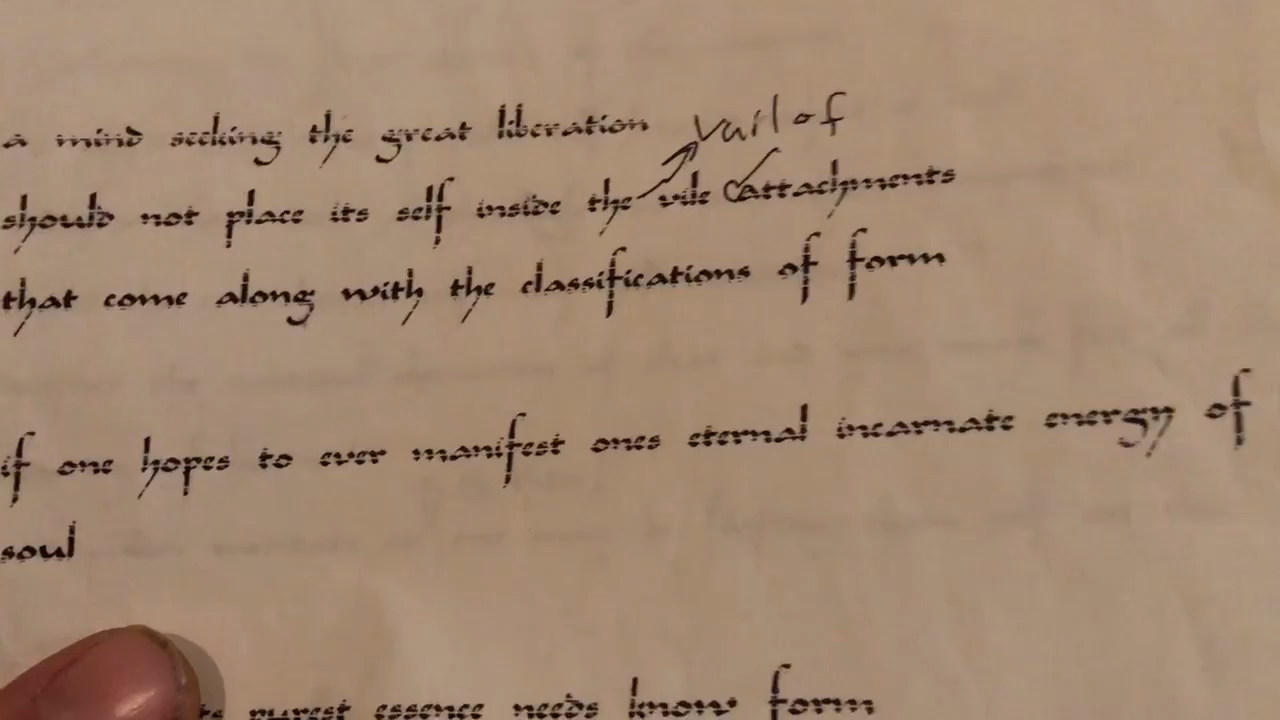 a mind seeking the great liberation vail of
should not place its self inside the vile attachments
that come along with the classifications of form
if one hopes to ever manifest ones eternal incarnate energy of
soul
purest essence needs know form